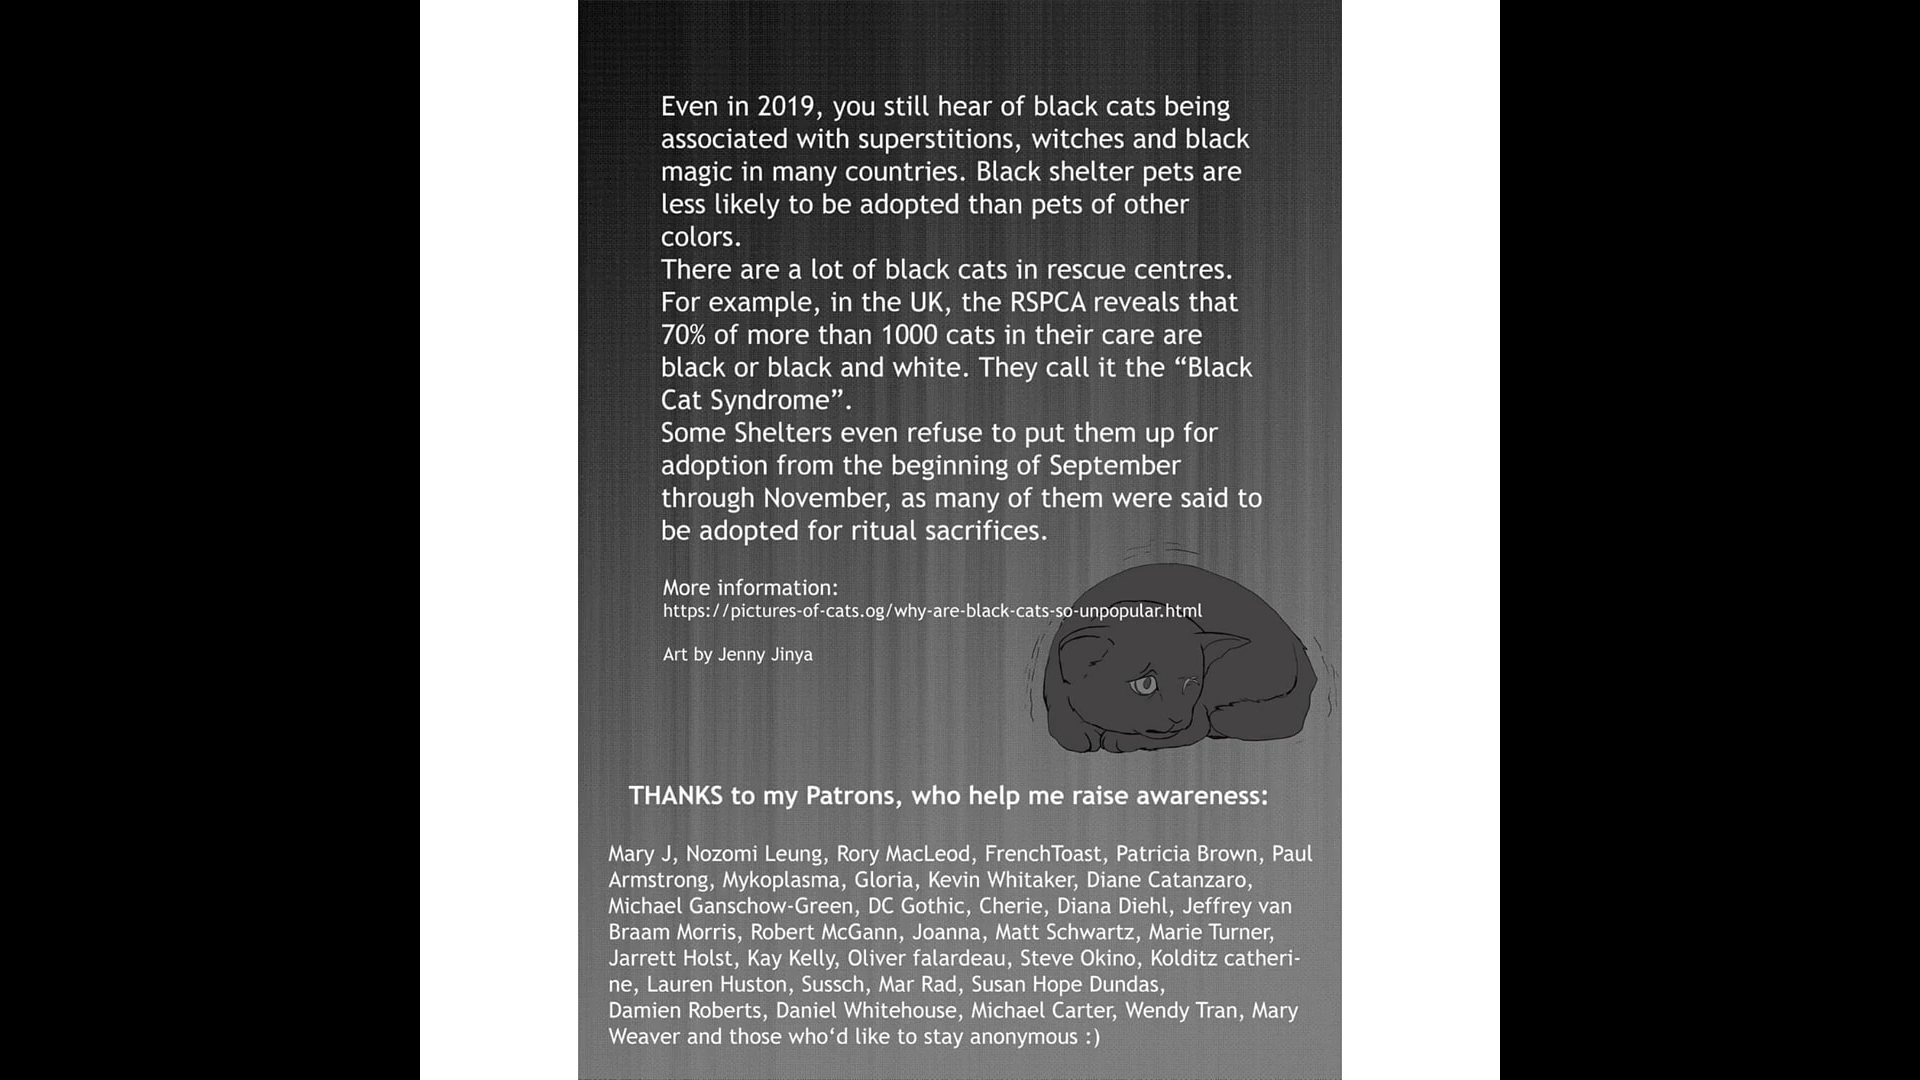 Even in 2019, you still hear of black cats being
associated with superstitions, witches and black
magic in many countries. Black shelter pets are
less likely to be adopted than pets of other
colors.
There are a lot of black cats in rescue centres.
For example, in the UK, the RSPCA reveals that
70% of more than 1000 cats in their care are
black or black and white. They call it the “Black
Cat Syndrome”.
Some Shelters even refuse to put them up for
adoption from the beginning of September
through November, as many of them were said to
be adopted for ritual sacrifices.
More information:
https://pictures-of-cats.og/why-are-black-cats-so-unpopular.html
Art by Jenny Jinya
THANKS to my Patrons, who help me raise awareness:
Mary J, Nozomi Leung, Rory MacLeod, FrenchToast, Patricia Brown, Paul
Armstrong, Mykoplasma, Gloria, Kevin Whitaker, Diane Catanzaro,
Michael Ganschow-Green, DC Gothic, Cherie, Diana Diehl, Jeffrey van
Braam Morris, Robert McGann, Joanna, Matt Schwartz, Marie Turner,
Jarrett Holst, Kay Kelly, Oliver falardeau, Steve Okino, Kolditz catheri-
ne, Lauren Huston, Sussch, Mar Rad, Susan Hope Dundas,
Damien Roberts, Daniel Whitehouse, Michael Carter, Wendy Tran, Mary
Weaver and those who‘d like to stay anonymous :)